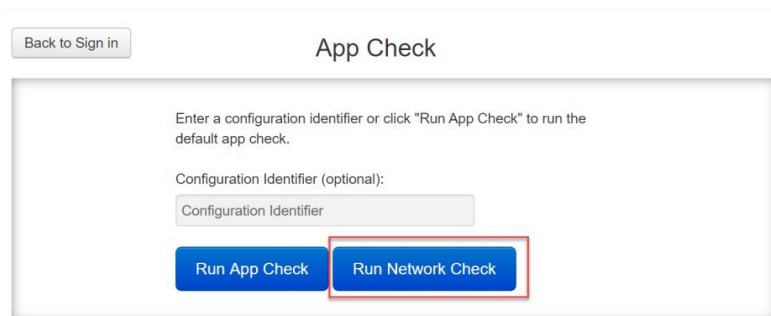 Back to Sign in
App Check
Enter a configuration identifier or click "Run App Check" to run the
default app check.
Configuration Identifier (optional):
Configuration Identifier
Run App Check
Run Network Check